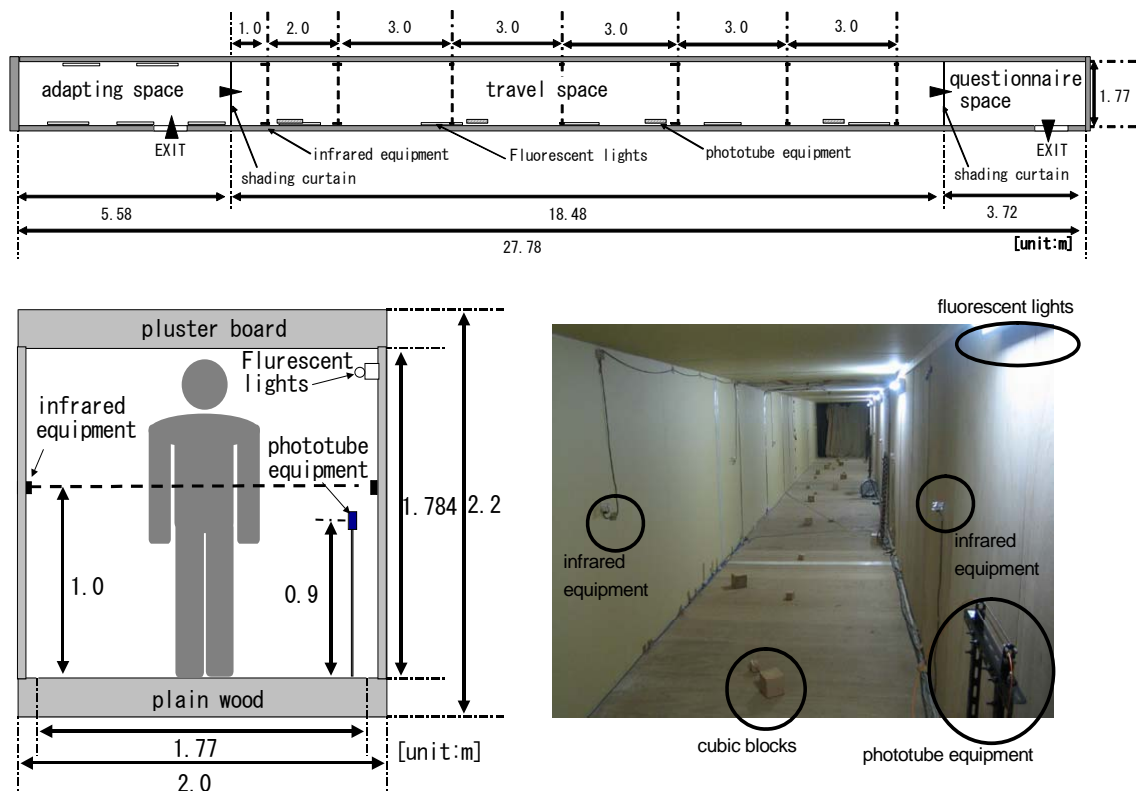 1.0 2.0 3.0 3.0 3.0 3.0 3.0
adapting space
travel space
questionnaire
space
1.77
EXIT
infrared equipment
Fluorescent lights
phototube equipment
EXIT
shading curtain
shading curtain
5.58
18.48
3.72
27.78
[unit:m]
pluster board
Flurescent
lights
infrared
equipment
phototube
equipment
1.784
2.2
1.0
0.9
plain wood
1.77
[unit:m]
2.0
fluorescent lights
infrared
equipment
infrared
equipment
cubic blocks
phototube equipment